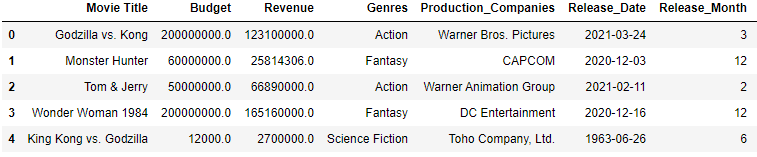 Movie Title Budget Revenue Genres Production_Companies Release_Date Release_Month
0 Godzilla vs. Kong 200000000.0 123100000.0 Action Warner Bros. Pictures 2021-03-24 3
1 Monster Hunter 60000000.0 25814306.0 Fantasy CAPCOM 2020-12-03 12
2 Tom & Jerry 50000000.0 66890000.0 Action Warner Animation Group 2021-02-11 2
3 Wonder Woman 1984 200000000.0 165160000.0 Fantasy DC Entertainment 2020-12-16 12
4 King Kong vs. Godzilla 12000.0 2700000.0 Science Fiction Toho Company, Ltd. 1963-06-26 6